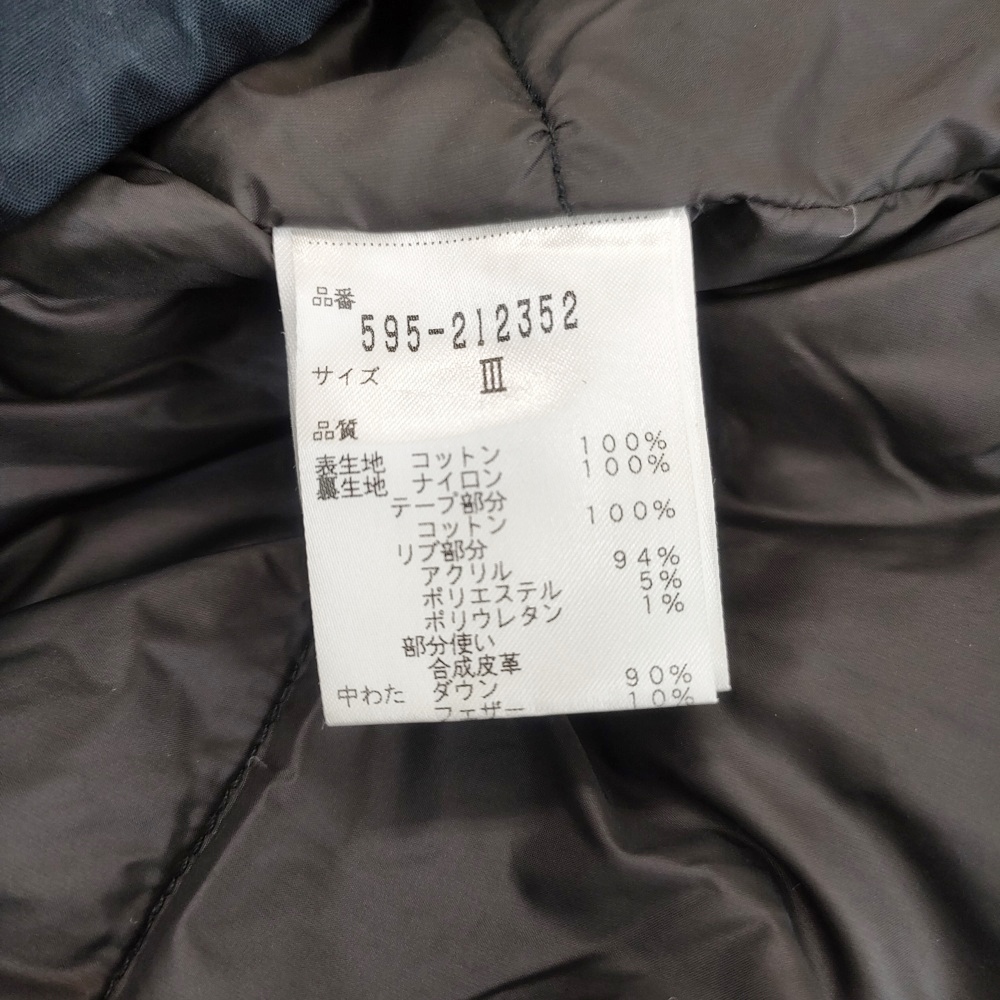 品番
595-212352
サイズ Ⅲ
品質
表生地 コットン 100%
裏生地 ナイロン 100%
テープ部分
コットン 100%
リブ部分
アクリル 94%
ポリエステル 5%
ポリウレタン 1%
部分使い
合成皮革
中わた ダウン 90%
フェザー 10%